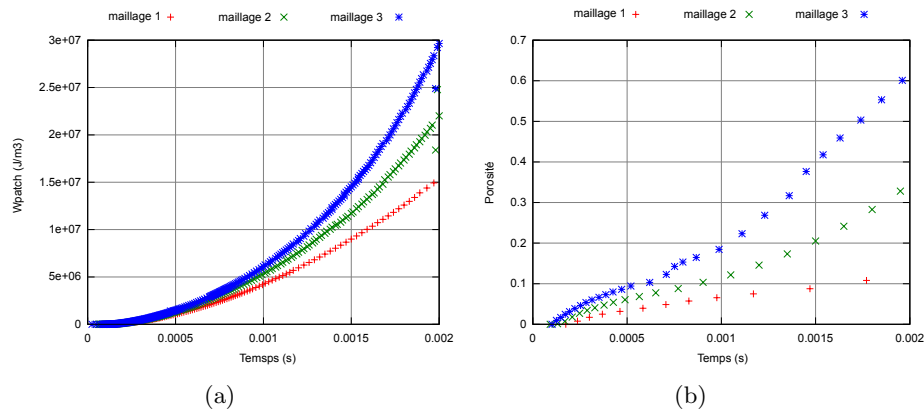 maillage 1
maillage 2
maillage 3
3e+07
2.5e+07
2e+07
1.5e+07
1e+07
5e+06
0
Wpatch (J/m3)
0
0.0005
0.001
0.0015
0.002
Temsps (s)
(a)
maillage 1
maillage 2
maillage 3
0.7
0.6
0.5
0.4
0.3
0.2
0.1
0
Porosité
0
0.0005
0.001
0.0015
0.002
Temps (s)
(b)